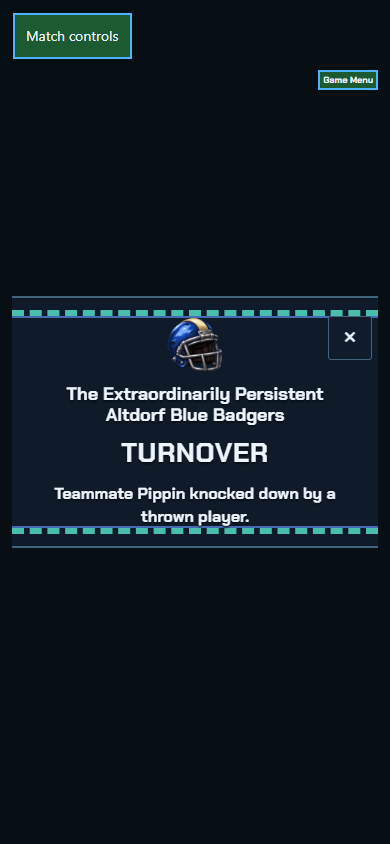 Match controls
Game Menu
×
The Extraordinarily Persistent
Altdorf Blue Badgers
TURNOVER
Teammate Pippin knocked down by a
thrown player.